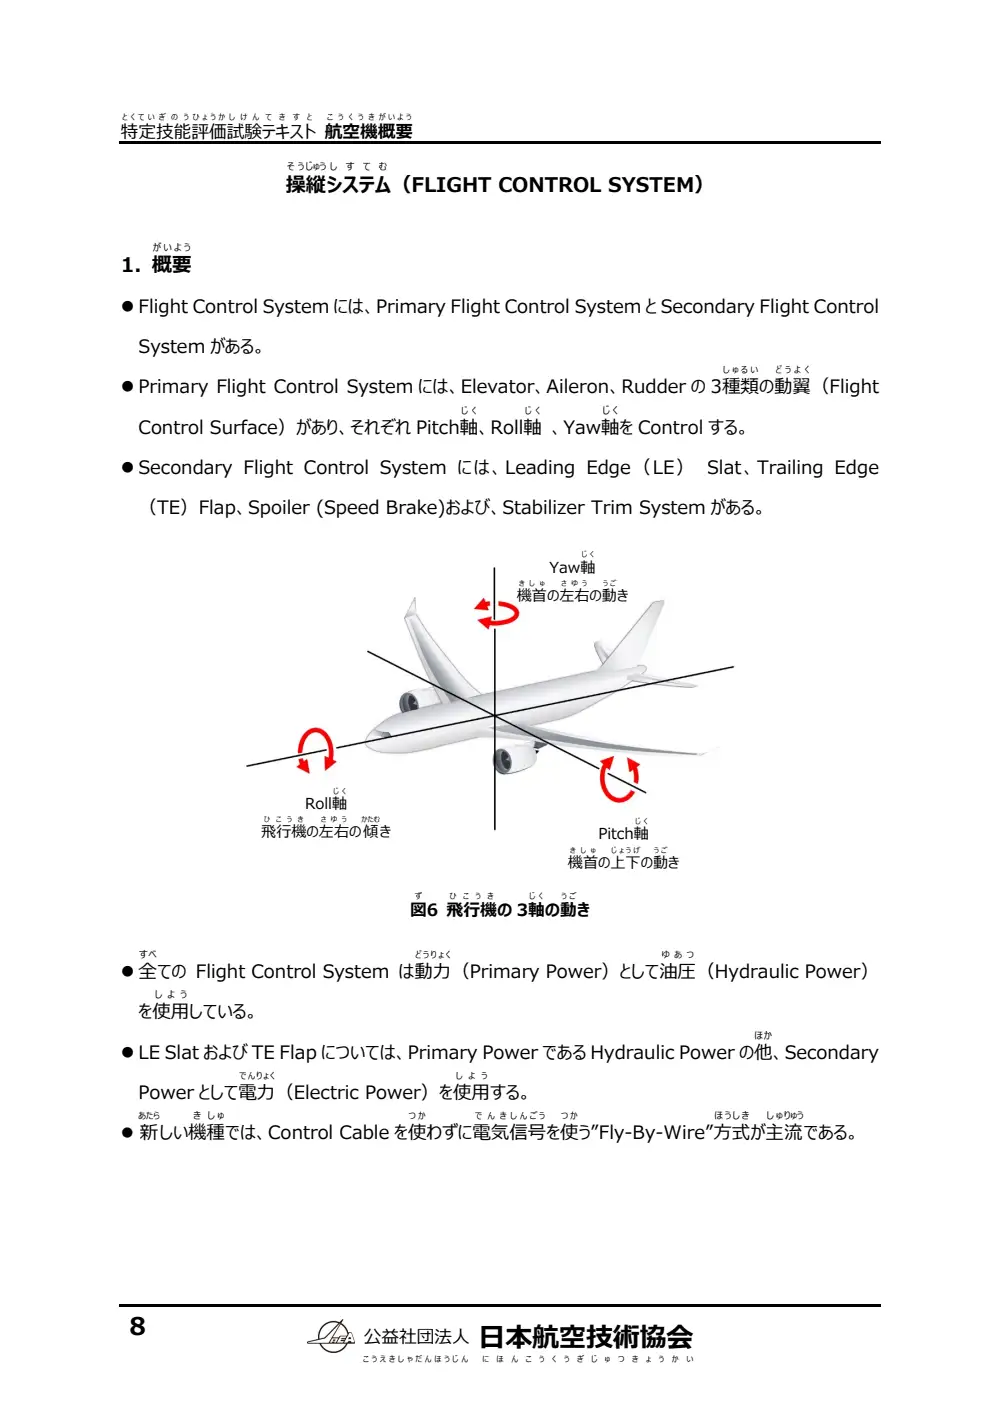 とくていぎのうひょうかしけんてきすと こうくうきがいよう
特定技能評価試験テキスト 航空機概要
そうじゅうしすてむ
操縦システム（FLIGHT CONTROL SYSTEM）
がいよう
1. 概要
● Flight Control System には、Primary Flight Control System と Secondary Flight Control
System がある。
しゅるい どうよく
● Primary Flight Control System には、Elevator、Aileron、Rudder の 3種類の動翼（Flight
じく じく じく
Control Surface）があり、それぞれ Pitch軸、Roll軸 、Yaw軸を Control する。
● Secondary Flight Control System には、Leading Edge（LE） Slat、Trailing Edge
（TE）Flap、Spoiler (Speed Brake)および、Stabilizer Trim System がある。
じく
Yaw軸
きしゅ さゆう うご
機首の左右の動き
じく
Roll軸
ひこうき さゆう かたむ
飛行機の左右の傾き
じく
Pitch軸
きしゅ じょうげ うご
機首の上下の動き
ず ひこうき じく うご
図6 飛行機の 3軸の動き
すべ どうりょく ゆあつ
● 全ての Flight Control System は動力（Primary Power）として油圧（Hydraulic Power）
しよう
を使用している。
ほか
● LE Slat および TE Flap については、Primary Power である Hydraulic Power の他、Secondary
でんりょく しよう
Power として電力（Electric Power）を使用する。
あたら きしゅ つか でんきしんごう つか ほうしき しゅりゅう
● 新しい機種では、Control Cable を使わずに電気信号を使う”Fly-By-Wire”方式が主流である。
8
JAEA 公益社団法人 日本航空技術協会
こうえきしゃだんほうじん にほんこうくうぎじゅつきょうかい